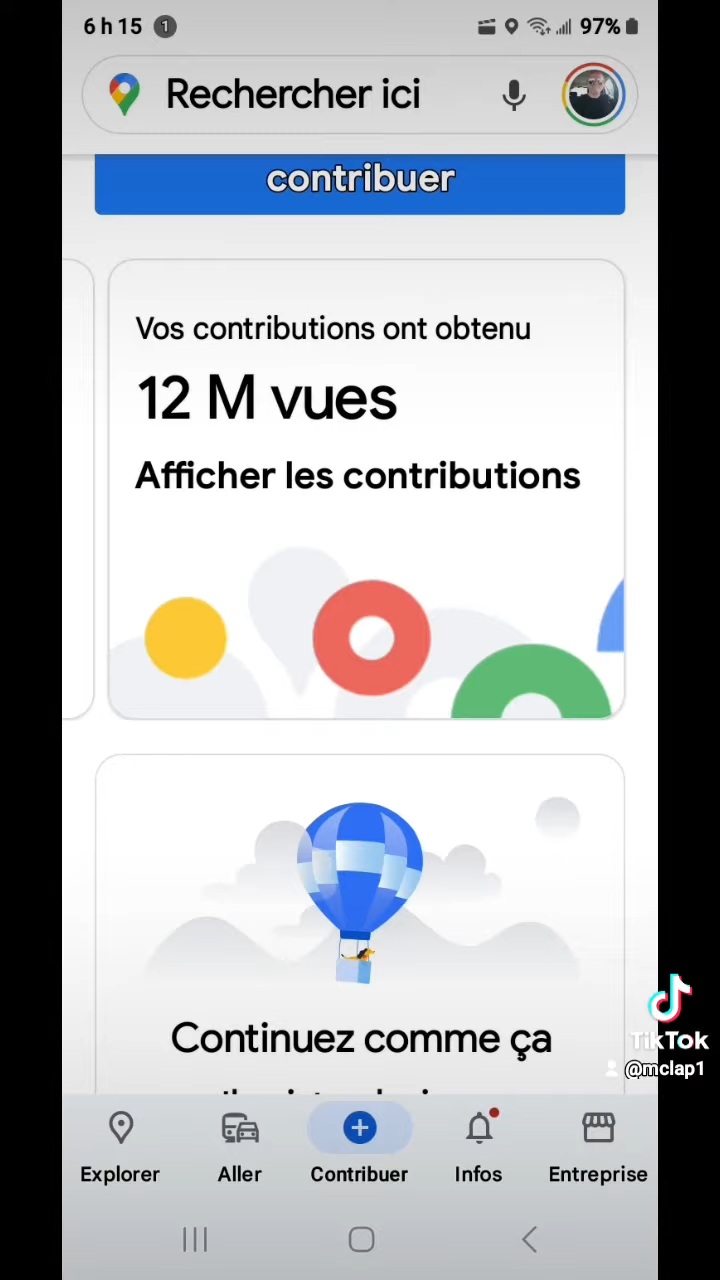 6 h 15 1 97%
Rechercher ici
contribuer
Vos contributions ont obtenu
12 M vues
Afficher les contributions
Continuez comme ça
TikTok
@mclap1
Explorer Aller Contribuer Infos Entreprise